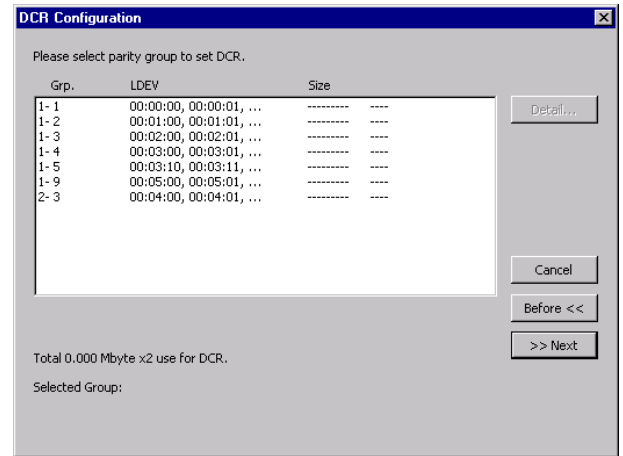 DCR Configuration
Please select parity group to set DCR.
Grp. LDEV Size
1- 1 00:00:00, 00:00:01, ... --------- ----
1- 2 00:01:00, 00:01:01, ... --------- ----
1- 3 00:02:00, 00:02:01, ... --------- ----
1- 4 00:03:00, 00:03:01, ... --------- ----
1- 5 00:03:10, 00:03:11, ... --------- ----
1- 9 00:05:00, 00:05:01, ... --------- ----
2- 3 00:04:00, 00:04:01, ... --------- ----
Detail...
Cancel
Before <<
>> Next
Total 0.000 Mbyte x2 use for DCR.
Selected Group: